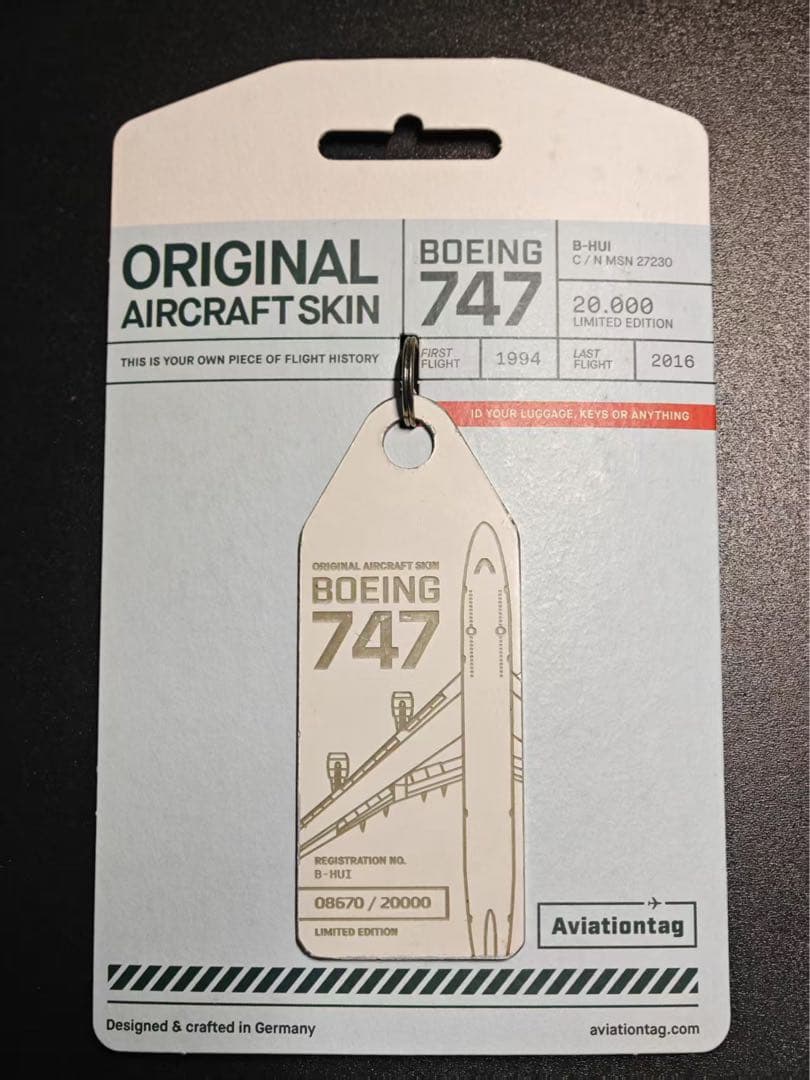 ORIGINAL
AIRCRAFT SKIN
BOEING
747
B-HUI
C / N MSN 27230
20.000
LIMITED EDITION
THIS IS YOUR OWN PIECE OF FLIGHT HISTORY
FIRST
FLIGHT
1994
LAST
FLIGHT
2016
ID YOUR LUGGAGE, KEYS OR ANYTHING
ORIGINAL AIRCRAFT SKIN
BOEING
747
REGISTRATION NO.
B-HUI
08670 / 20000
LIMITED EDITION
Aviationtag
Designed & crafted in Germany
aviationtag.com